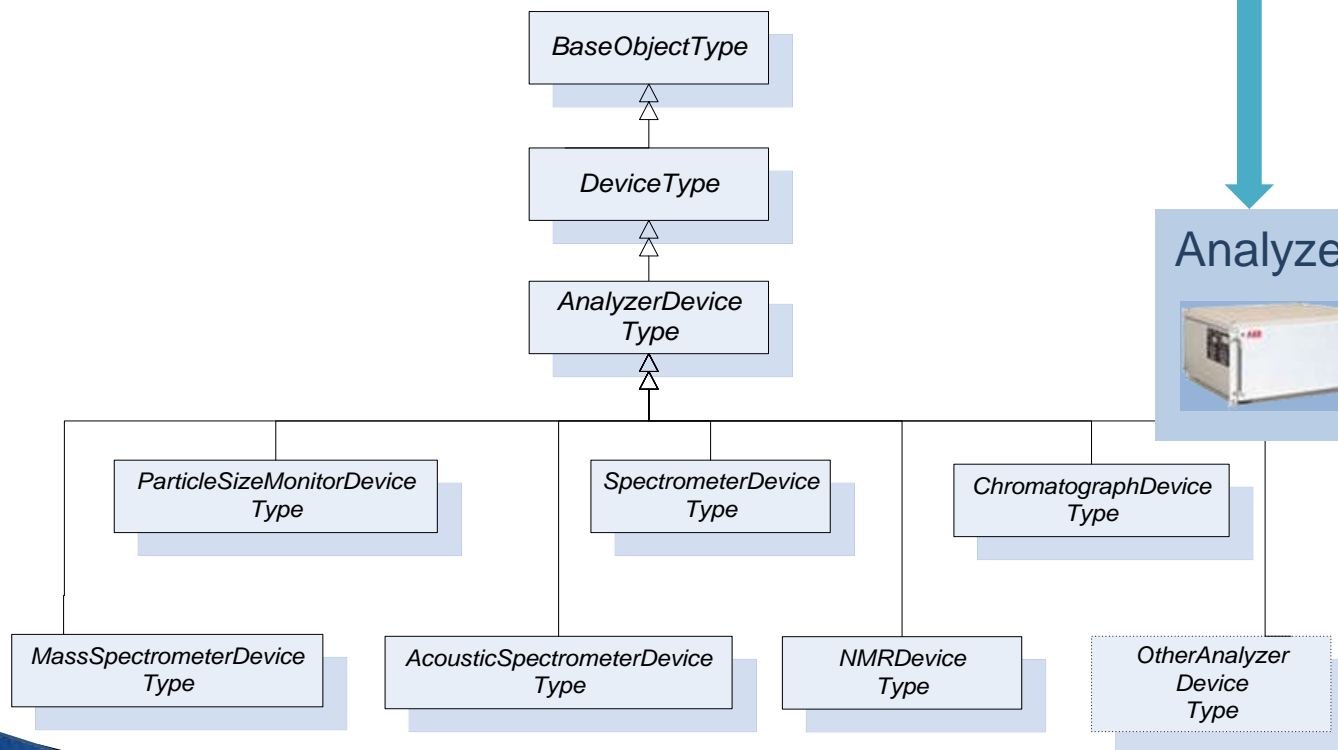 BaseObjectType
DeviceType
Analyze
AnalyzerDevice
Type
ABB
ParticleSizeMonitorDevice
Type
SpectrometerDevice
Type
ChromatographDevice
Type
MassSpectrometerDevice
Type
AcousticSpectrometerDevice
Type
NMRDevice
Type
OtherAnalyzer
Device
Type